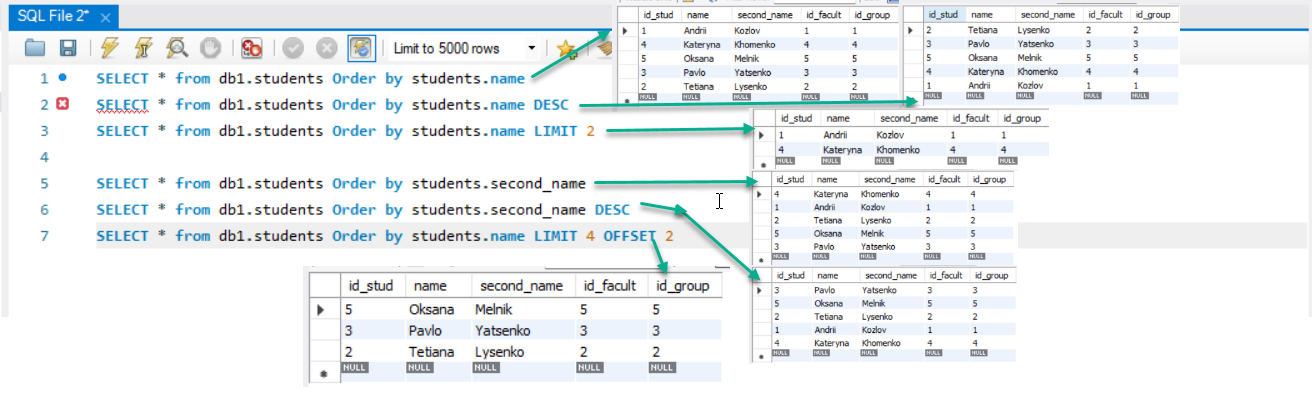 SQL File 2*
Limit to 5000 rows
1 SELECT * from db1.students Order by students.name
2 SELECT * from db1.students Order by students.name DESC
3 SELECT * from db1.students Order by students.name LIMIT 2
4
5 SELECT * from db1.students Order by students.second_name
6 SELECT * from db1.students Order by students.second_name DESC
7 SELECT * from db1.students Order by students.name LIMIT 4 OFFSET 2
id_stud name second_name id_facult id_group
1 Andrii Kozlov 1 1
4 Kateryna Khomenko 4 4
5 Oksana Melnik 5 5
3 Pavlo Yatsenko 3 3
2 Tetiana Lysenko 2 2
NULL NULL NULL NULL NULL
id_stud name second_name id_facult id_group
2 Tetiana Lysenko 2 2
3 Pavlo Yatsenko 3 3
5 Oksana Melnik 5 5
4 Kateryna Khomenko 4 4
1 Andrii Kozlov 1 1
NULL NULL NULL NULL NULL
id_stud name second_name id_facult id_group
1 Andrii Kozlov 1 1
4 Kateryna Khomenko 4 4
NULL NULL NULL NULL NULL
id_stud name second_name id_facult id_group
4 Kateryna Khomenko 4 4
1 Andrii Kozlov 1 1
2 Tetiana Lysenko 2 2
5 Oksana Melnik 5 5
3 Pavlo Yatsenko 3 3
NULL NULL NULL NULL NULL
id_stud name second_name id_facult id_group
3 Pavlo Yatsenko 3 3
5 Oksana Melnik 5 5
2 Tetiana Lysenko 2 2
1 Andrii Kozlov 1 1
4 Kateryna Khomenko 4 4
NULL NULL NULL NULL NULL
id_stud name second_name id_facult id_group
5 Oksana Melnik 5 5
3 Pavlo Yatsenko 3 3
2 Tetiana Lysenko 2 2
NULL NULL NULL NULL NULL